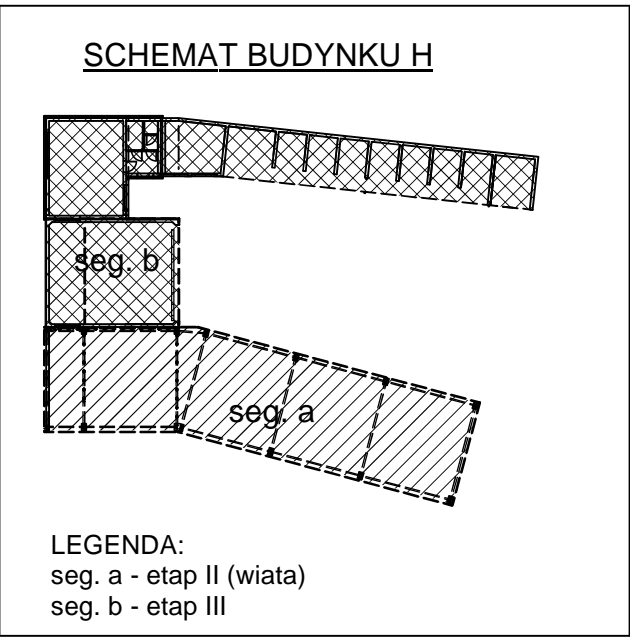 SCHEMAT BUDYNKU H
seg. b
seg. a
LEGENDA:
seg. a - etap II (wiata)
seg. b - etap III